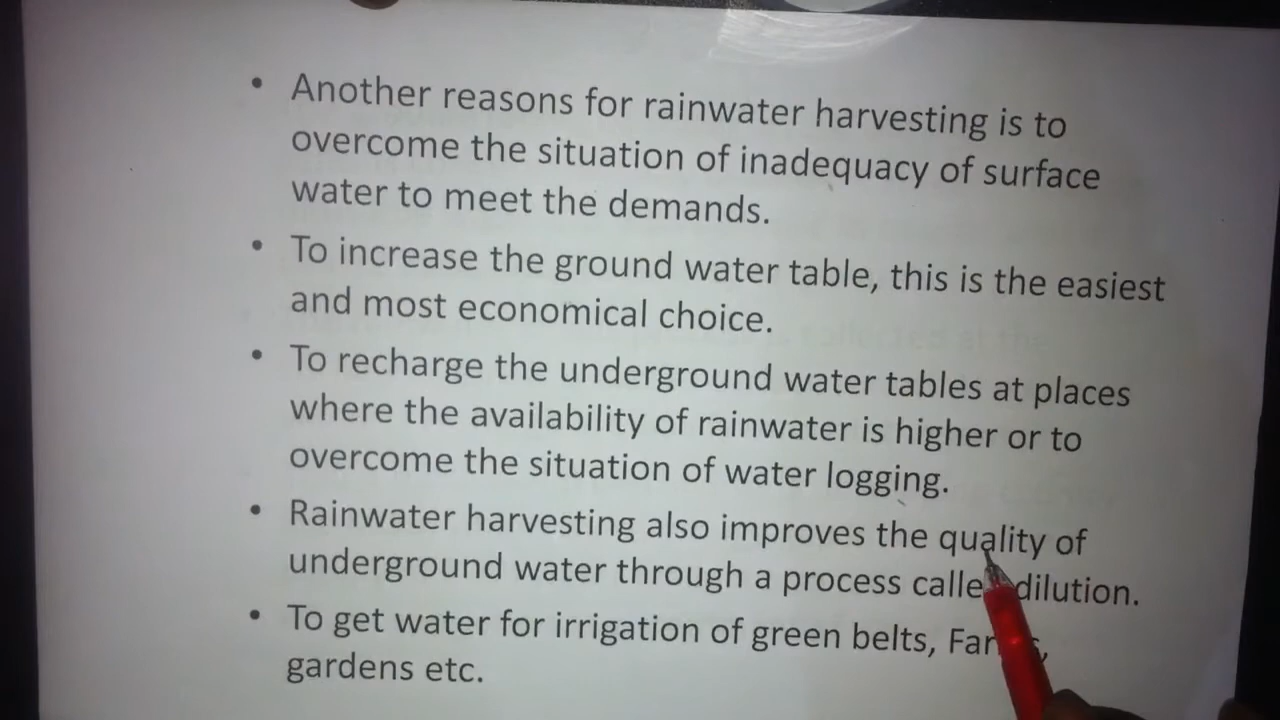 • Another reasons for rainwater harvesting is to
overcome the situation of inadequacy of surface
water to meet the demands.
• To increase the ground water table, this is the easiest
and most economical choice.
• To recharge the underground water tables at places
where the availability of rainwater is higher or to
overcome the situation of water logging.
• Rainwater harvesting also improves the quality of
underground water through a process called dilution.
• To get water for irrigation of green belts, Farms,
gardens etc.